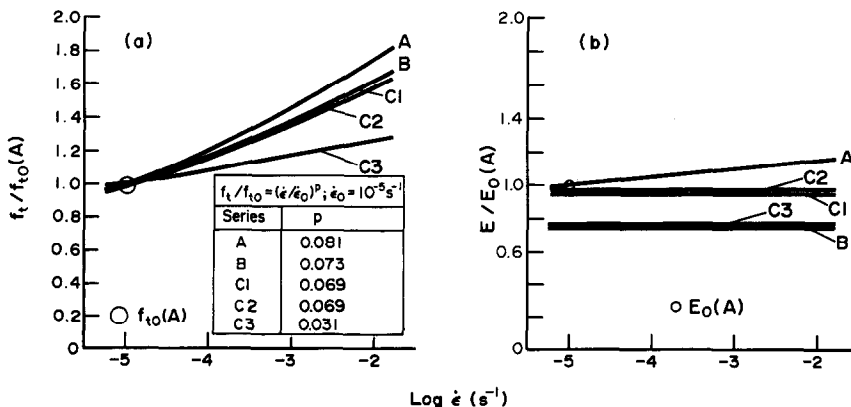 (a)
2.0
1.8
1.6
1.4
1.2
1.0
0.8
0.6
0.4
0.2
0
f_t/f_t0(A)
A
B
C1
C2
C3
f_t/f_t0 = (ε̇/ε̇_0)^p ; ε̇_0 = 10^-5 s^-1
Series p
A 0.081
B 0.073
C1 0.069
C2 0.069
C3 0.031
f_t0(A)
-5 -4 -3 -2
(b)
2.0
1.4
1.0
0.6
0.2
0
E/E_0(A)
A
C2
C1
C3
B
E_0(A)
-5 -4 -3 -2
Log ε̇ (s^-1)